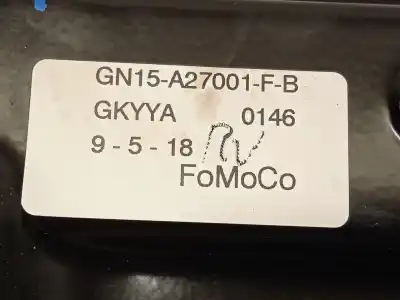 GN15-A27001-F-B
GKYYA 0146
9 - 5 - 18
FoMoCo